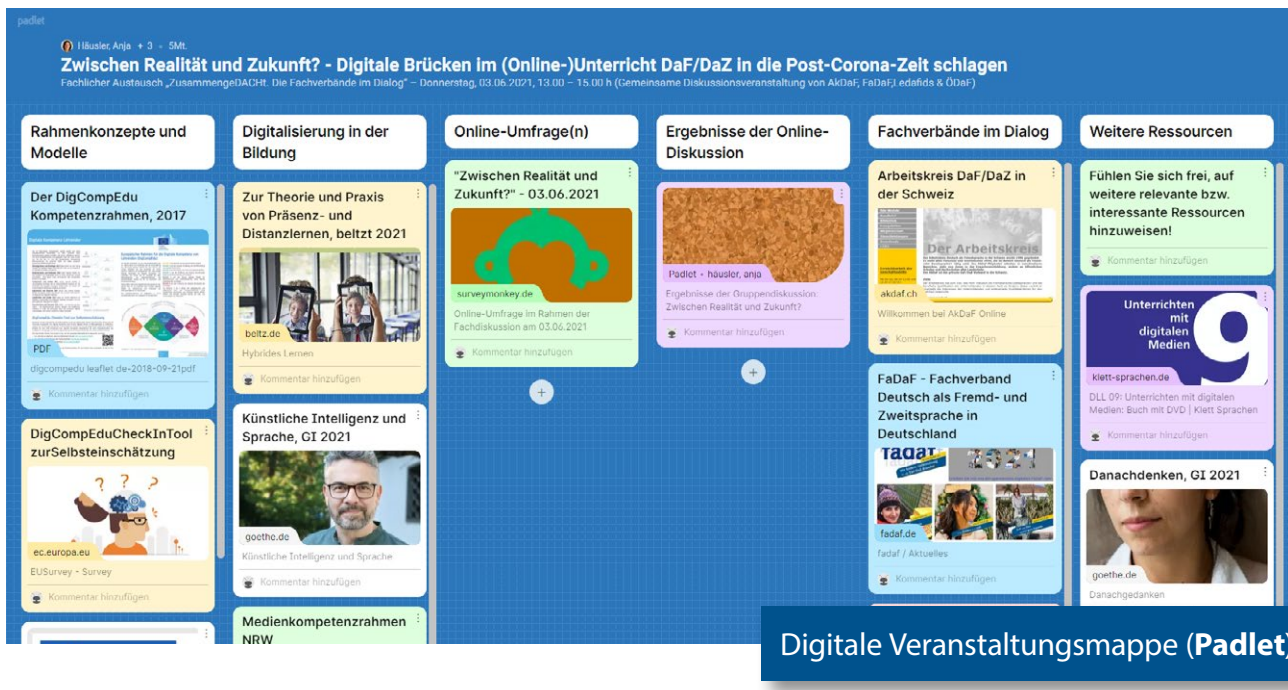 padlet
Häusler, Anja + 3 • 5Mt.
Zwischen Realität und Zukunft? - Digitale Brücken im (Online-)Unterricht DaF/DaZ in die Post-Corona-Zeit schlagen
Fachlicher Austausch „ZusammengeDACHt. Die Fachverbände im Dialog“ – Donnerstag, 03.06.2021, 13.00 – 15.00 h (Gemeinsame Diskussionsveranstaltung von AkDaF, FaDaF,Ledafids & ÖDaF)
Rahmenkonzepte und
Modelle
Der DigCompEdu
Kompetenzrahmen, 2017
PDF
digcompedu leaflet de-2018-09-21pdf
Kommentar hinzufügen
DigCompEduCheckInTool
zurSelbsteinschätzung
? ? ?
ec.europa.eu
EUSurvey - Survey
Kommentar hinzufügen
Digitalisierung in der
Bildung
Zur Theorie und Praxis
von Präsenz- und
Distanzlernen, beltzt 2021
beltz.de
Hybrides Lernen
Kommentar hinzufügen
Künstliche Intelligenz und
Sprache, GI 2021
goethe.de
Künstliche Intelligenz und Sprache
Kommentar hinzufügen
Medienkompetenzrahmen
NRW
Online-Umfrage(n)
"Zwischen Realität und
Zukunft?" - 03.06.2021
surveymonkey.de
Online-Umfrage im Rahmen der
Fachdiskussion am 03.06.2021
Kommentar hinzufügen
+
Ergebnisse der Online-
Diskussion
Padlet • häusler, anja
Ergebnisse der Gruppendiskussion:
Zwischen Realität und Zukunft?
Kommentar hinzufügen
+
Fachverbände im Dialog
Arbeitskreis DaF/DaZ in
der Schweiz
Der Arbeitskreis
akdaf.ch
Willkommen bei AkDaF Online
Kommentar hinzufügen
FaDaF - Fachverband
Deutsch als Fremd- und
Zweitsprache in
Deutschland
fadaf 2021
fadaf.de
fadaf / Aktuelles
Kommentar hinzufügen
Weitere Ressourcen
Fühlen Sie sich frei, auf
weitere relevante bzw.
interessante Ressourcen
hinzuweisen!
Kommentar hinzufügen
Unterrichten
mit
digitalen
Medien
9
klett-sprachen.de
DLL 09: Unterrichten mit digitalen
Medien: Buch mit DVD | Klett Sprachen
Kommentar hinzufügen
Danachdenken, GI 2021
goethe.de
Danachgedanken
Digitale Veranstaltungsmappe (Padlet)